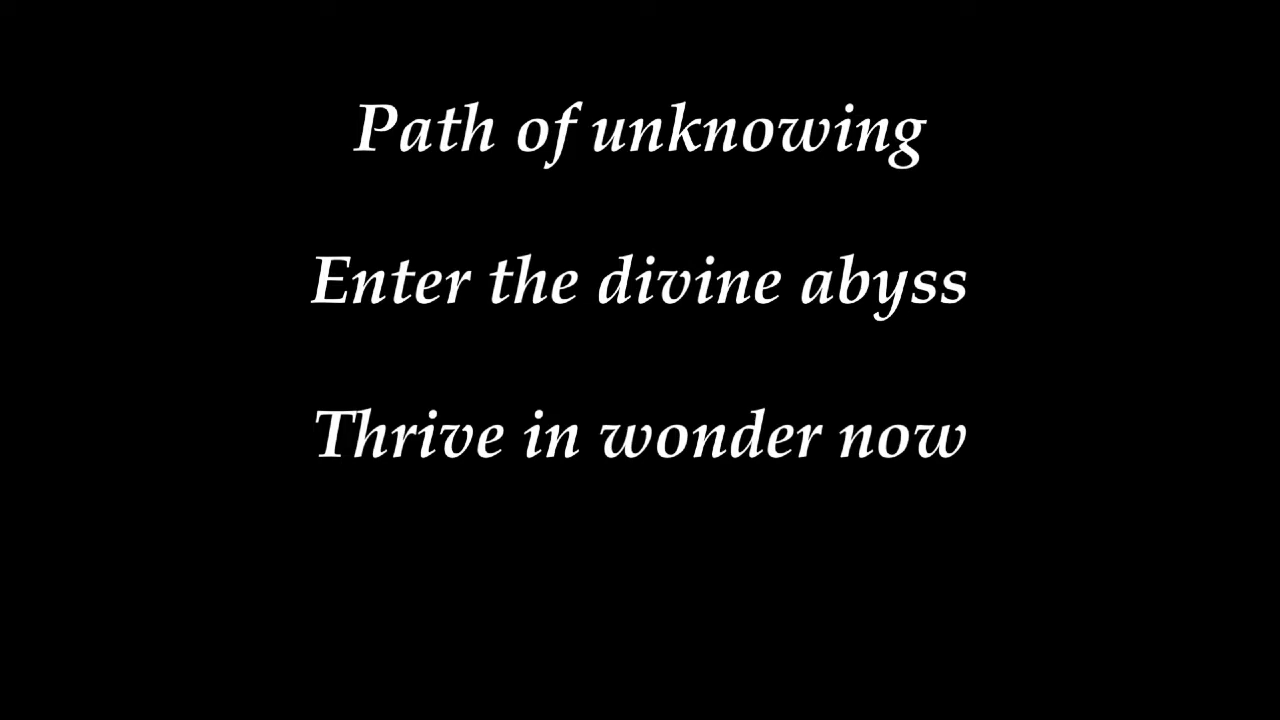 Path of unknowing
Enter the divine abyss
Thrive in wonder now